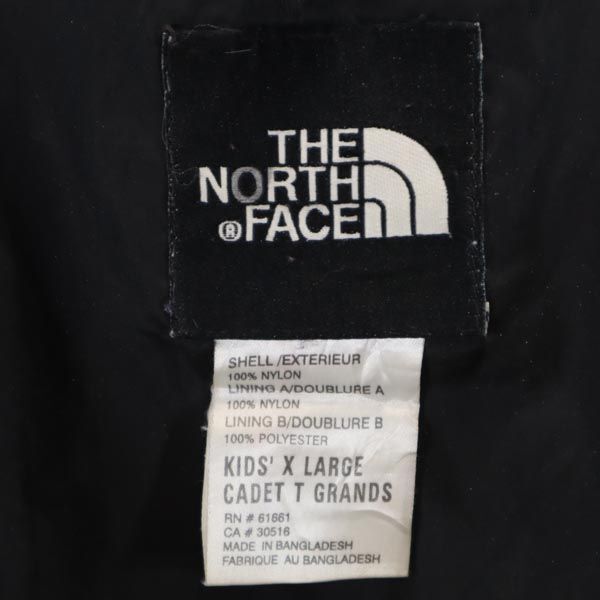 THE
NORTH
® FACE
SHELL /EXTERIEUR
100% NYLON
LINING A/DOUBLURE A
100% NYLON
LINING B/DOUBLURE B
100% POLYESTER
KIDS' X LARGE
CADET T GRANDS
RN # 61661
CA # 30516
MADE IN BANGLADESH
FABRIQUE AU BANGLADESH